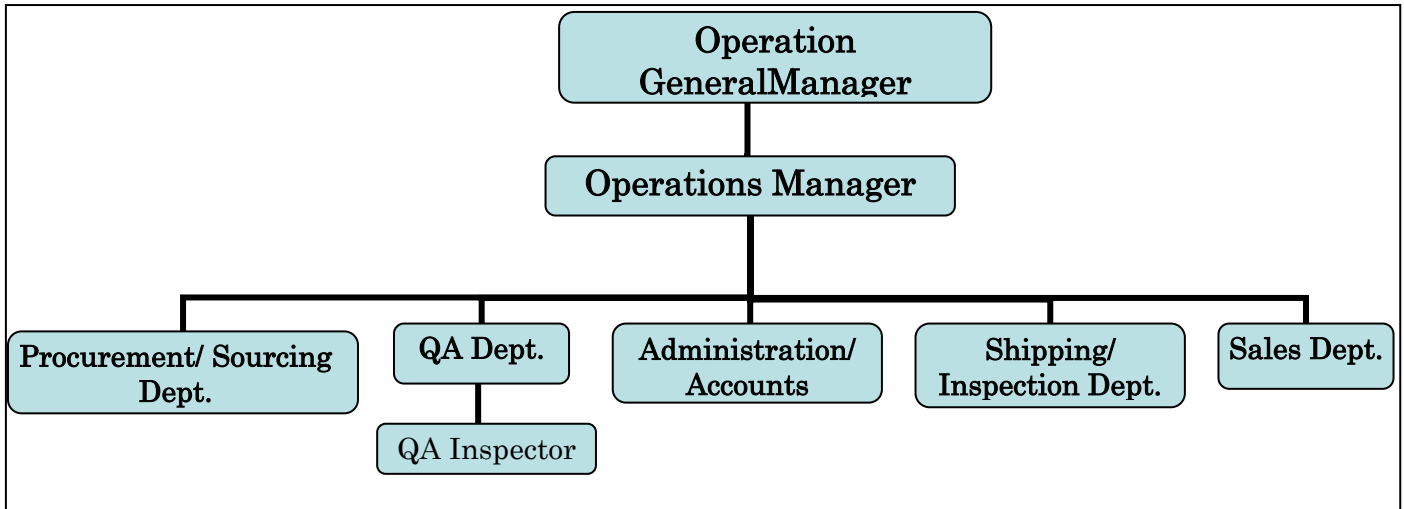 Operation
GeneralManager
Operations Manager
Procurement/ Sourcing
Dept.
QA Dept.
Administration/
Accounts
Shipping/
Inspection Dept.
Sales Dept.
QA Inspector